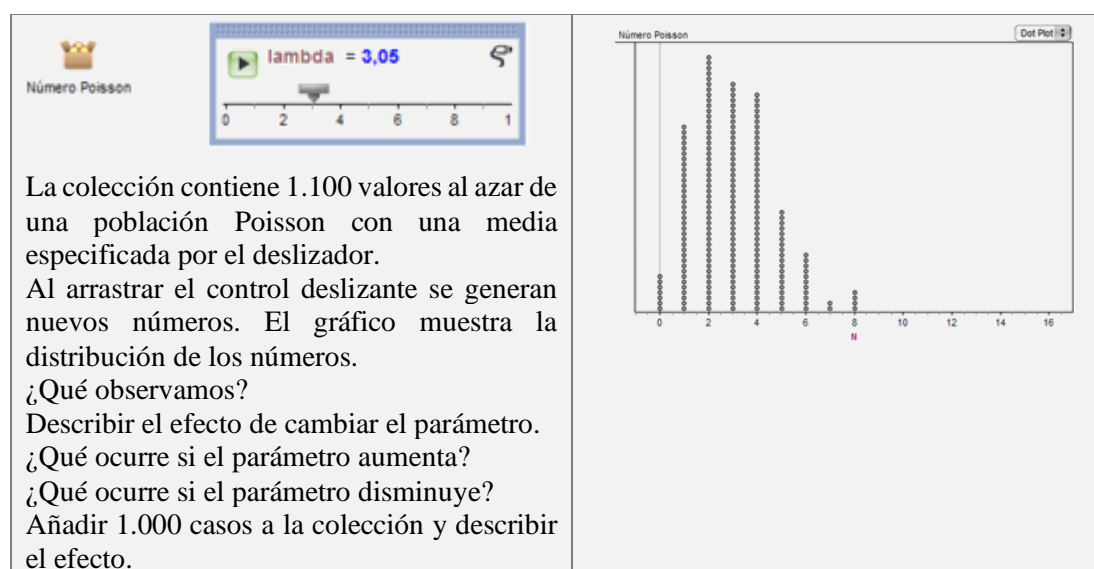 Número Poisson
lambda = 3,05
0 2 4 6 8 1
La colección contiene 1.100 valores al azar de
una población Poisson con una media
especificada por el deslizador.
Al arrastrar el control deslizante se generan
nuevos números. El gráfico muestra la
distribución de los números.
¿Qué observamos?
Describir el efecto de cambiar el parámetro.
¿Qué ocurre si el parámetro aumenta?
¿Qué ocurre si el parámetro disminuye?
Añadir 1.000 casos a la colección y describir
el efecto.
Número Poisson
Dot Plot
0 2 4 6 8 10 12 14 16
N